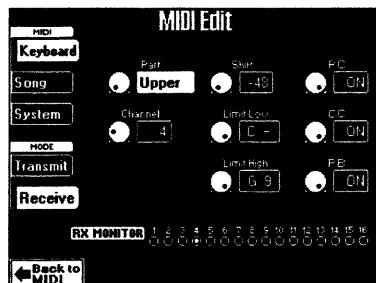 MIDI Edit
MIDI
Keyboard
Song
System
MODE
Transmit
Receive
Part
Upper
Channel
4
Shift
-48
Limit Low
C -
Limit High
G 9
P.C.
ON
C.C.
ON
P.B.
ON
RX MONITOR 1 2 3 4 5 6 7 8 9 10 11 12 13 14 15 16
Back to
MIDI